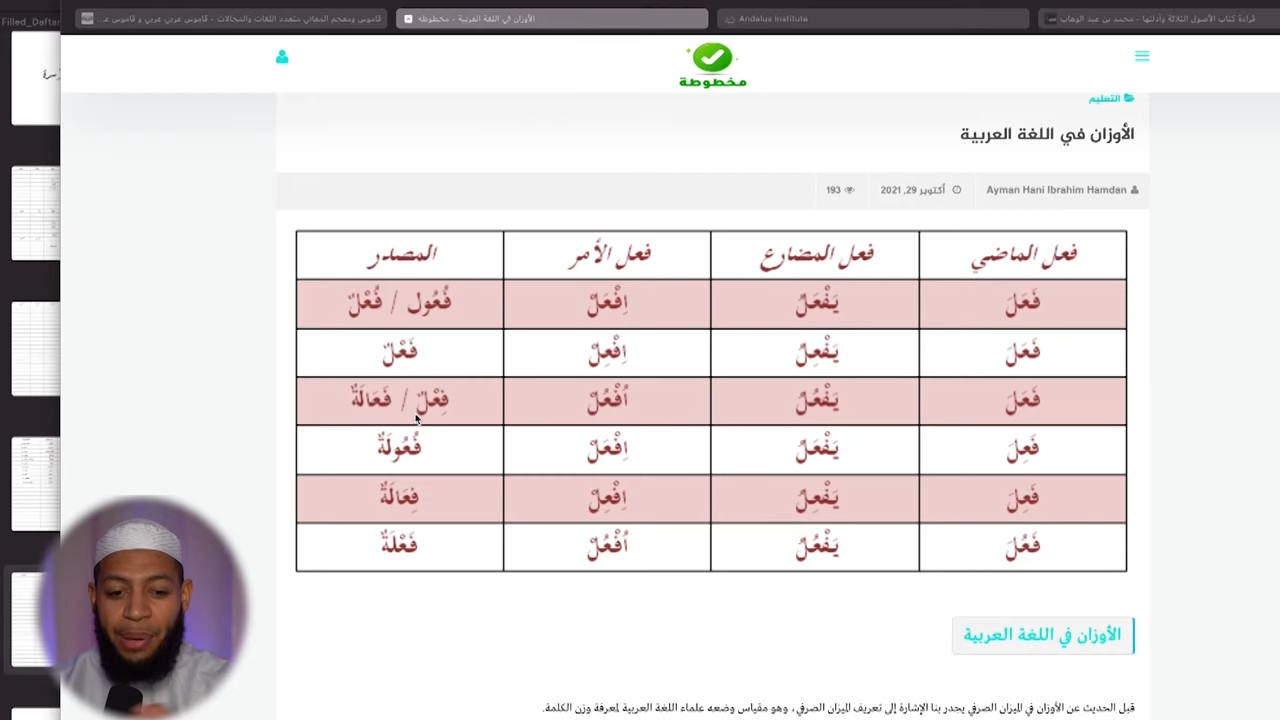 Filled_Daftar
قاموس ومعجم المعاني متعدد اللغات والمجالات - قاموس عربي عربي و قاموس عـ...
الأوزان في اللغة العربية - مخطوطه
Andalus Institute
قراءة كتاب الأصول الثلاثة وأدلتها - محمد بن عبد الوهاب
مخطوطة
التعليم
الأوزان في اللغة العربية
Ayman Hani Ibrahim Hamdan
أكتوبر 29, 2021
193
فعل الماضي فعل المضارع فعل الأمر المصدر
فَعَلَ يَفْعَلٌ اِفْعَلٌ فُعُول / فُعْلٌ
فَعَلَ يَفْعِلٌ اِفْعِلٌ فَعْلٌ
فَعَلَ يَفْعُلٌ اُفْعُلٌ فِعْلٌ / فَعَالَةٌ
فَعِلَ يَفْعَلٌ اِفْعَلٌ فُعُولَةٌ
فَعِلَ يَفْعِلٌ اِفْعِلٌ فِعَالَةٌ
فَعُلَ يَفْعُلٌ اُفْعُلٌ فَعْلَةٌ
الأوزان في اللغة العربية
قبل الحديث عن الأوزان في الميزان الصرفي يجدر بنا الإشارة إلى تعريف الميزان الصرفي، وهو مقياس وضعه علماء اللغة العربية لمعرفة وزن الكلمة.